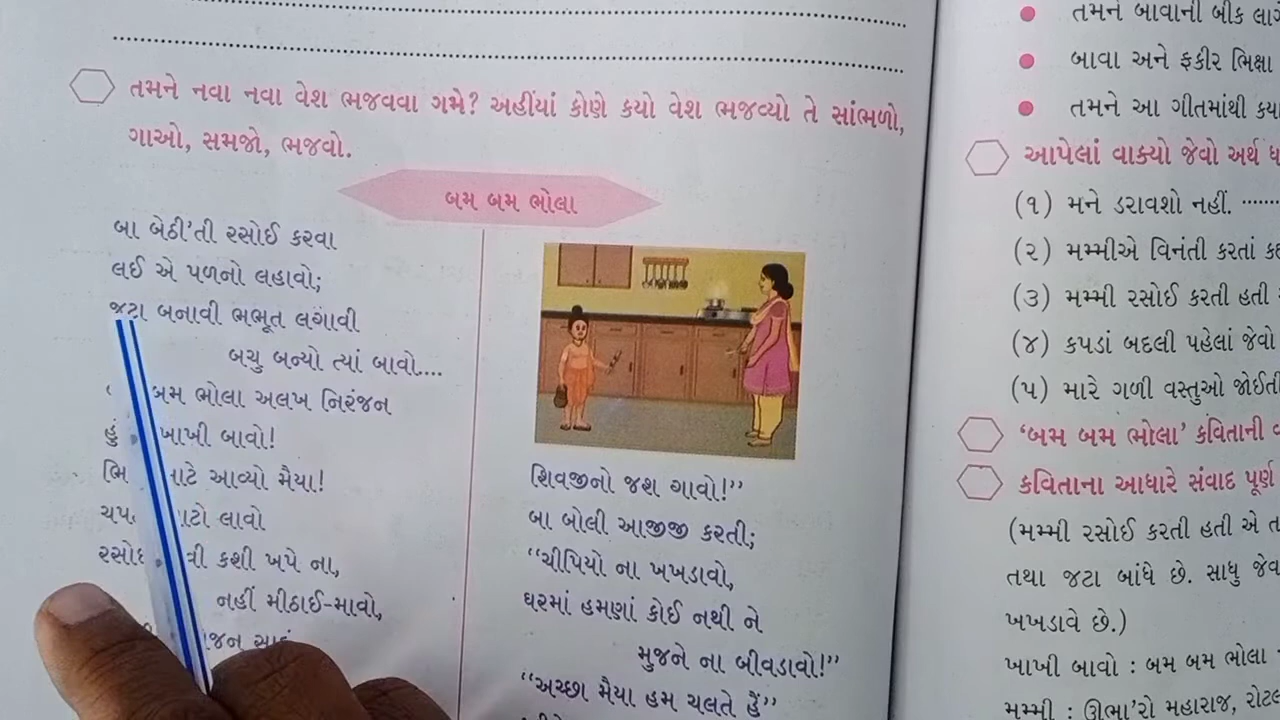 તમને નવા નવા વેશ ભજવવા ગમે? અહીંયાં કોણે કયો વેશ ભજવ્યો તે સાંભળો,
ગાઓ, સમજો, ભજવો.
બમ બમ ભોલા
બા બેઠી'તી રસોઈ કરવા
લઈ એ પળનો લહાવો;
જટા બનાવી ભભૂત લગાવી
બચુ બન્યો ત્યાં બાવો....
બમ ભોલા અલખ નિરંજન
હું ખાખી બાવો!
આવ્યો મૈયા!
લાવો
કશી ખપે ના,
નહીં મીઠાઈ-માવો,
શિવજીનો જશ ગાવો!”
બા બોલી આજીજી કરતી;
“ચીપિયો ના ખખડાવો,
ઘરમાં હમણાં કોઈ નથી ને
મુજને ના બીવડાવો!”
“અચ્છા મૈયા હમ ચલતે હૈં”
તમને બાવાની બીક
બાવા અને ફકીર ભિક્ષા
તમને આ ગીતમાંથી
આપેલાં વાક્યો જેવો અર્થ
(૧) મને ડરાવશો નહીં. .......
(૨) મમ્મીએ વિનંતી કરતાં
(૩) મમ્મી રસોઈ કરતી હતી
(૪) કપડાં બદલી પહેલાં જેવો
(૫) મારે ગળી વસ્તુઓ
‘બમ બમ ભોલા’ કવિતાની
કવિતાના આધારે સંવાદ પૂર્ણ
(મમ્મી રસોઈ કરતી હતી એ
તથા જટા બાંધે છે. સાધુ
ખખડાવે છે.)
ખાખી બાવો : બમ બમ ભોલા
મમ્મી : ઊભા'રો મહારાજ,